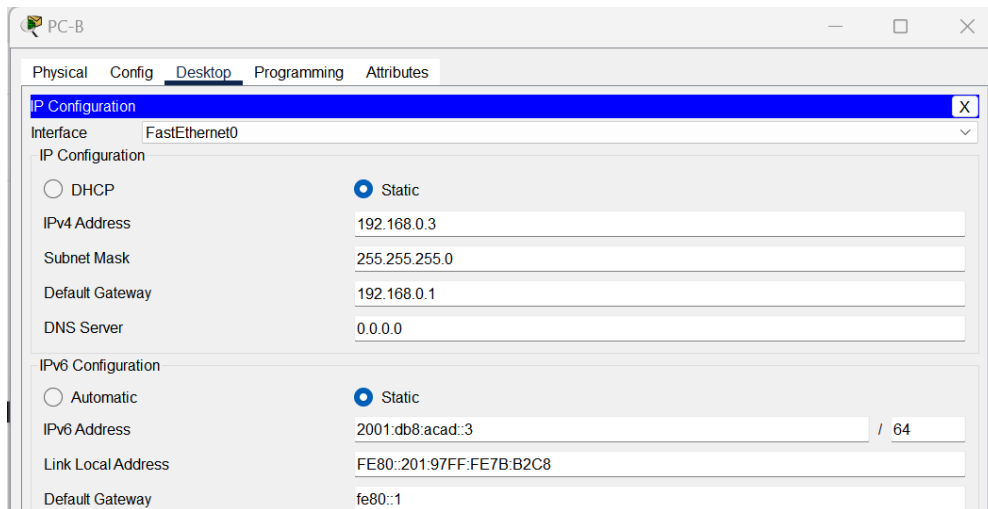 PC-B
Physical Config Desktop Programming Attributes
IP Configuration X
Interface FastEthernet0
IP Configuration
DHCP Static
IPv4 Address 192.168.0.3
Subnet Mask 255.255.255.0
Default Gateway 192.168.0.1
DNS Server 0.0.0.0
IPv6 Configuration
Automatic Static
IPv6 Address 2001:db8:acad::3 / 64
Link Local Address FE80::201:97FF:FE7B:B2C8
Default Gateway fe80::1